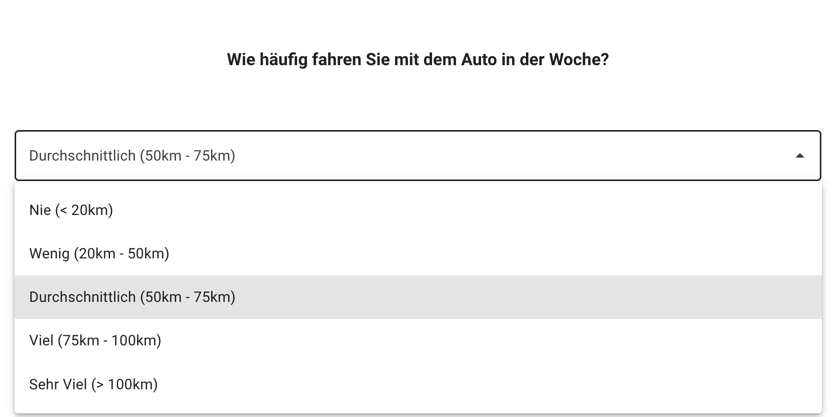 Wie häufig fahren Sie mit dem Auto in der Woche?
Durchschnittlich (50km - 75km)
Nie (< 20km)
Wenig (20km - 50km)
Durchschnittlich (50km - 75km)
Viel (75km - 100km)
Sehr Viel (> 100km)